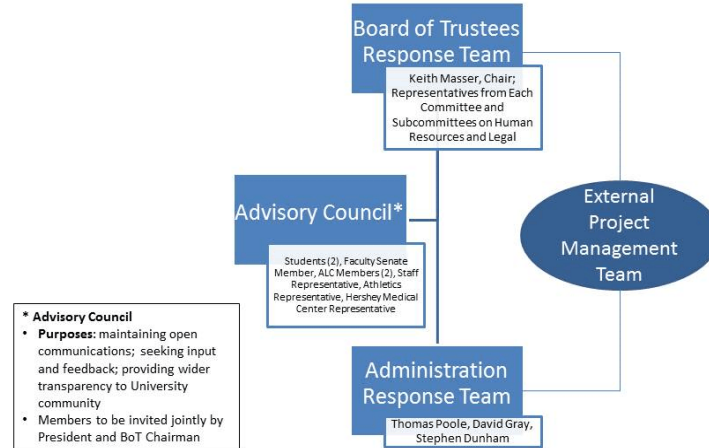 Board of Trustees
Response Team
Keith Masser, Chair;
Representatives from Each
Committee and
Subcommittees on Human
Resources and Legal
Advisory Council*
Students (2), Faculty Senate
Member, ALC Members (2), Staff
Representative, Athletics
Representative, Hershey Medical
Center Representative
External
Project
Management
Team
* Advisory Council
• Purposes: maintaining open
communications; seeking input
and feedback; providing wider
transparency to University
community
• Members to be invited jointly by
President and BoT Chairman
Administration
Response Team
Thomas Poole, David Gray,
Stephen Dunham